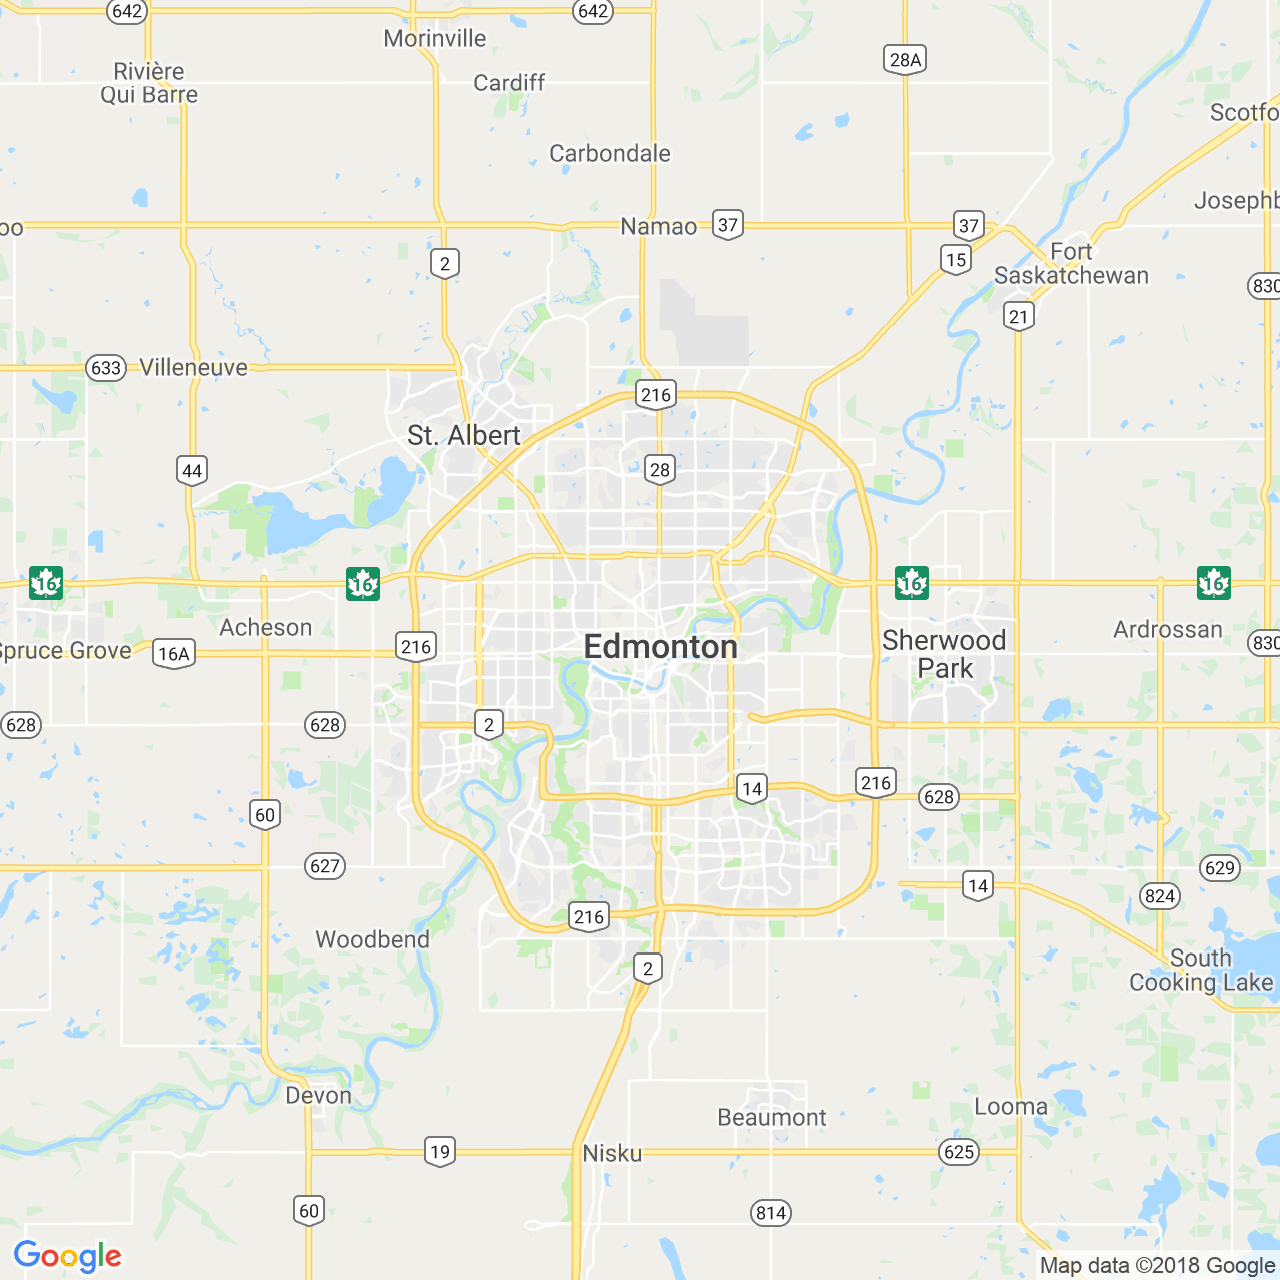 642
642
Morinville
28A
Rivière
Qui Barre
Cardiff
Scotfo
Carbondale
Josephb
oo
Namao
37
37
2
15
Fort
Saskatchewan
830
21
633
Villeneuve
216
St. Albert
44
28
16
16
16
16
Acheson
Ardrossan
Spruce Grove
16A
216
Edmonton
Sherwood
Park
830
628
628
2
14
216
628
60
627
629
14
824
216
Woodbend
2
South
Cooking Lake
Devon
Beaumont
Looma
19
Nisku
625
60
814
Google
Map data ©2018 Google